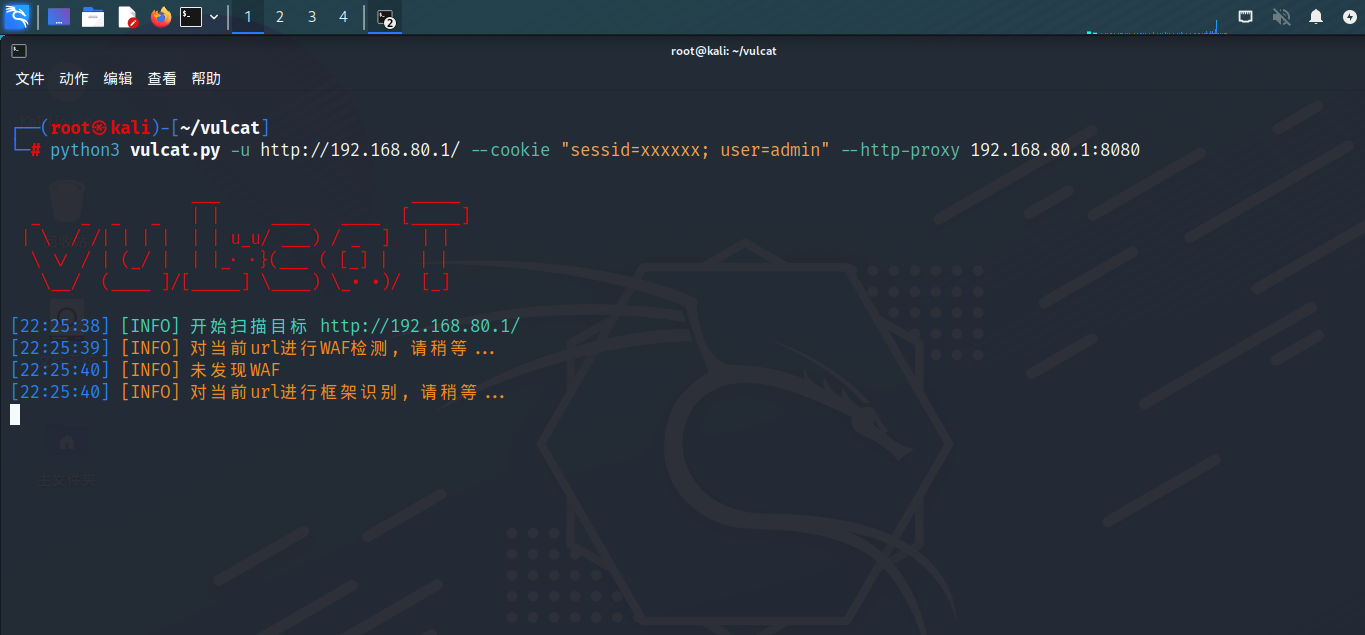 1 2 3 4 2
root@kali: ~/vulcat
文件 动作 编辑 查看 帮助
┌──(root㉿kali)-[~/vulcat]
└─# python3 vulcat.py -u http://192.168.80.1/ --cookie "sessid=xxxxxx; user=admin" --http-proxy 192.168.80.1:8080
[22:25:38] [INFO] 开始扫描目标 http://192.168.80.1/
[22:25:39] [INFO] 对当前url进行WAF检测, 请稍等...
[22:25:40] [INFO] 未发现WAF
[22:25:40] [INFO] 对当前url进行框架识别, 请稍等...
主文件夹